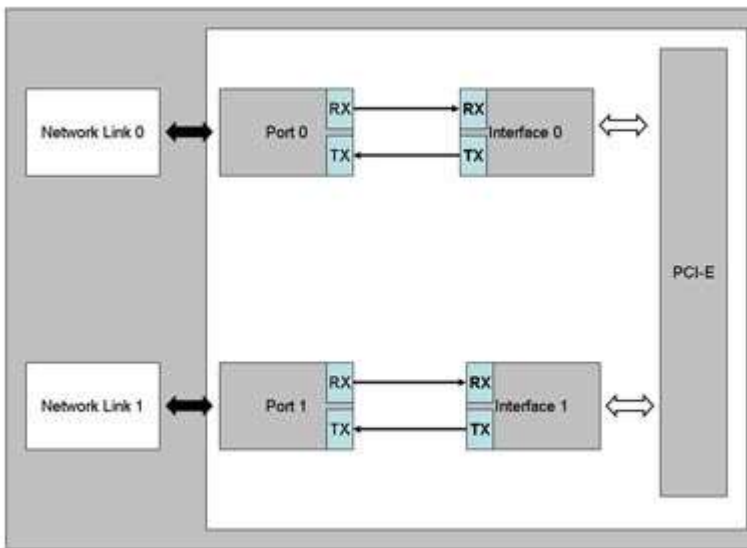 Network Link 0
Port 0
RX
TX
RX
TX
Interface 0
PCI-E
Network Link 1
Port 1
RX
TX
RX
TX
Interface 1